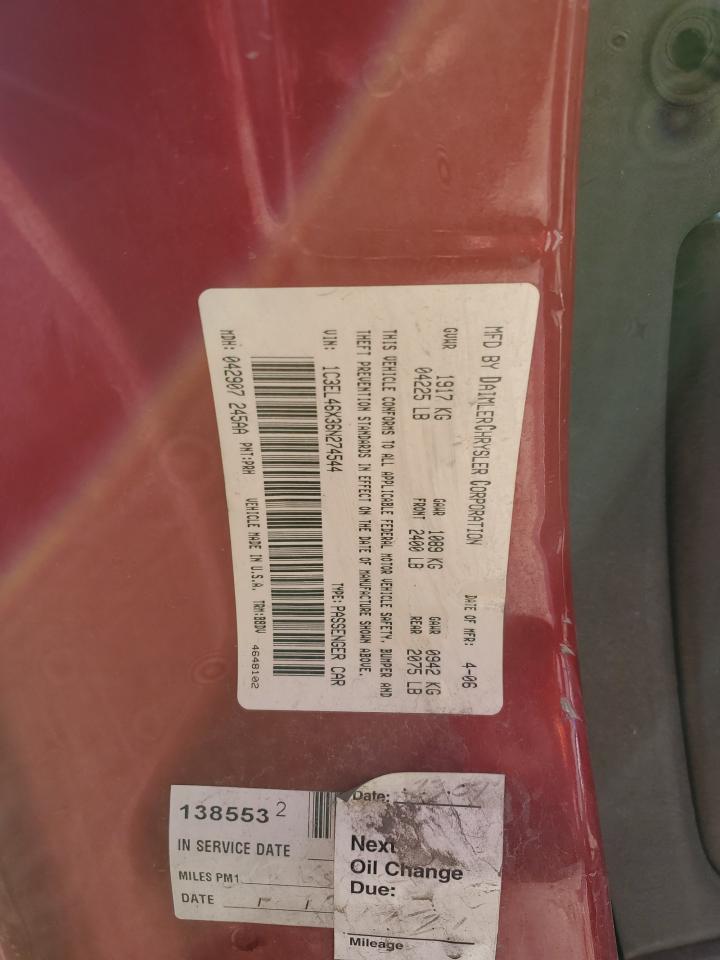 MFD BY DAIMLERCHRYSLER CORPORATION DATE OF MFR: 4-06
GVWR 1917 KG GAWR 1089 KG GAWR 0942 KG
04225 LB FRONT 2400 LB REAR 2075 LB
THIS VEHICLE CONFORMS TO ALL APPLICABLE FEDERAL MOTOR VEHICLE SAFETY, BUMPER AND
THEFT PREVENTION STANDARDS IN EFFECT ON THE DATE OF MANUFACTURE SHOWN ABOVE.
VIN: 1C3EL46X36N274544 TYPE: PASSENGER CAR
MDH: 042907 245AA PNT:PRH VEHICLE MADE IN U.S.A. TRM:BBDV 4648102
138553 2
IN SERVICE DATE
MILES PM1
DATE
Date:
Next
Oil Change
Due:
Mileage